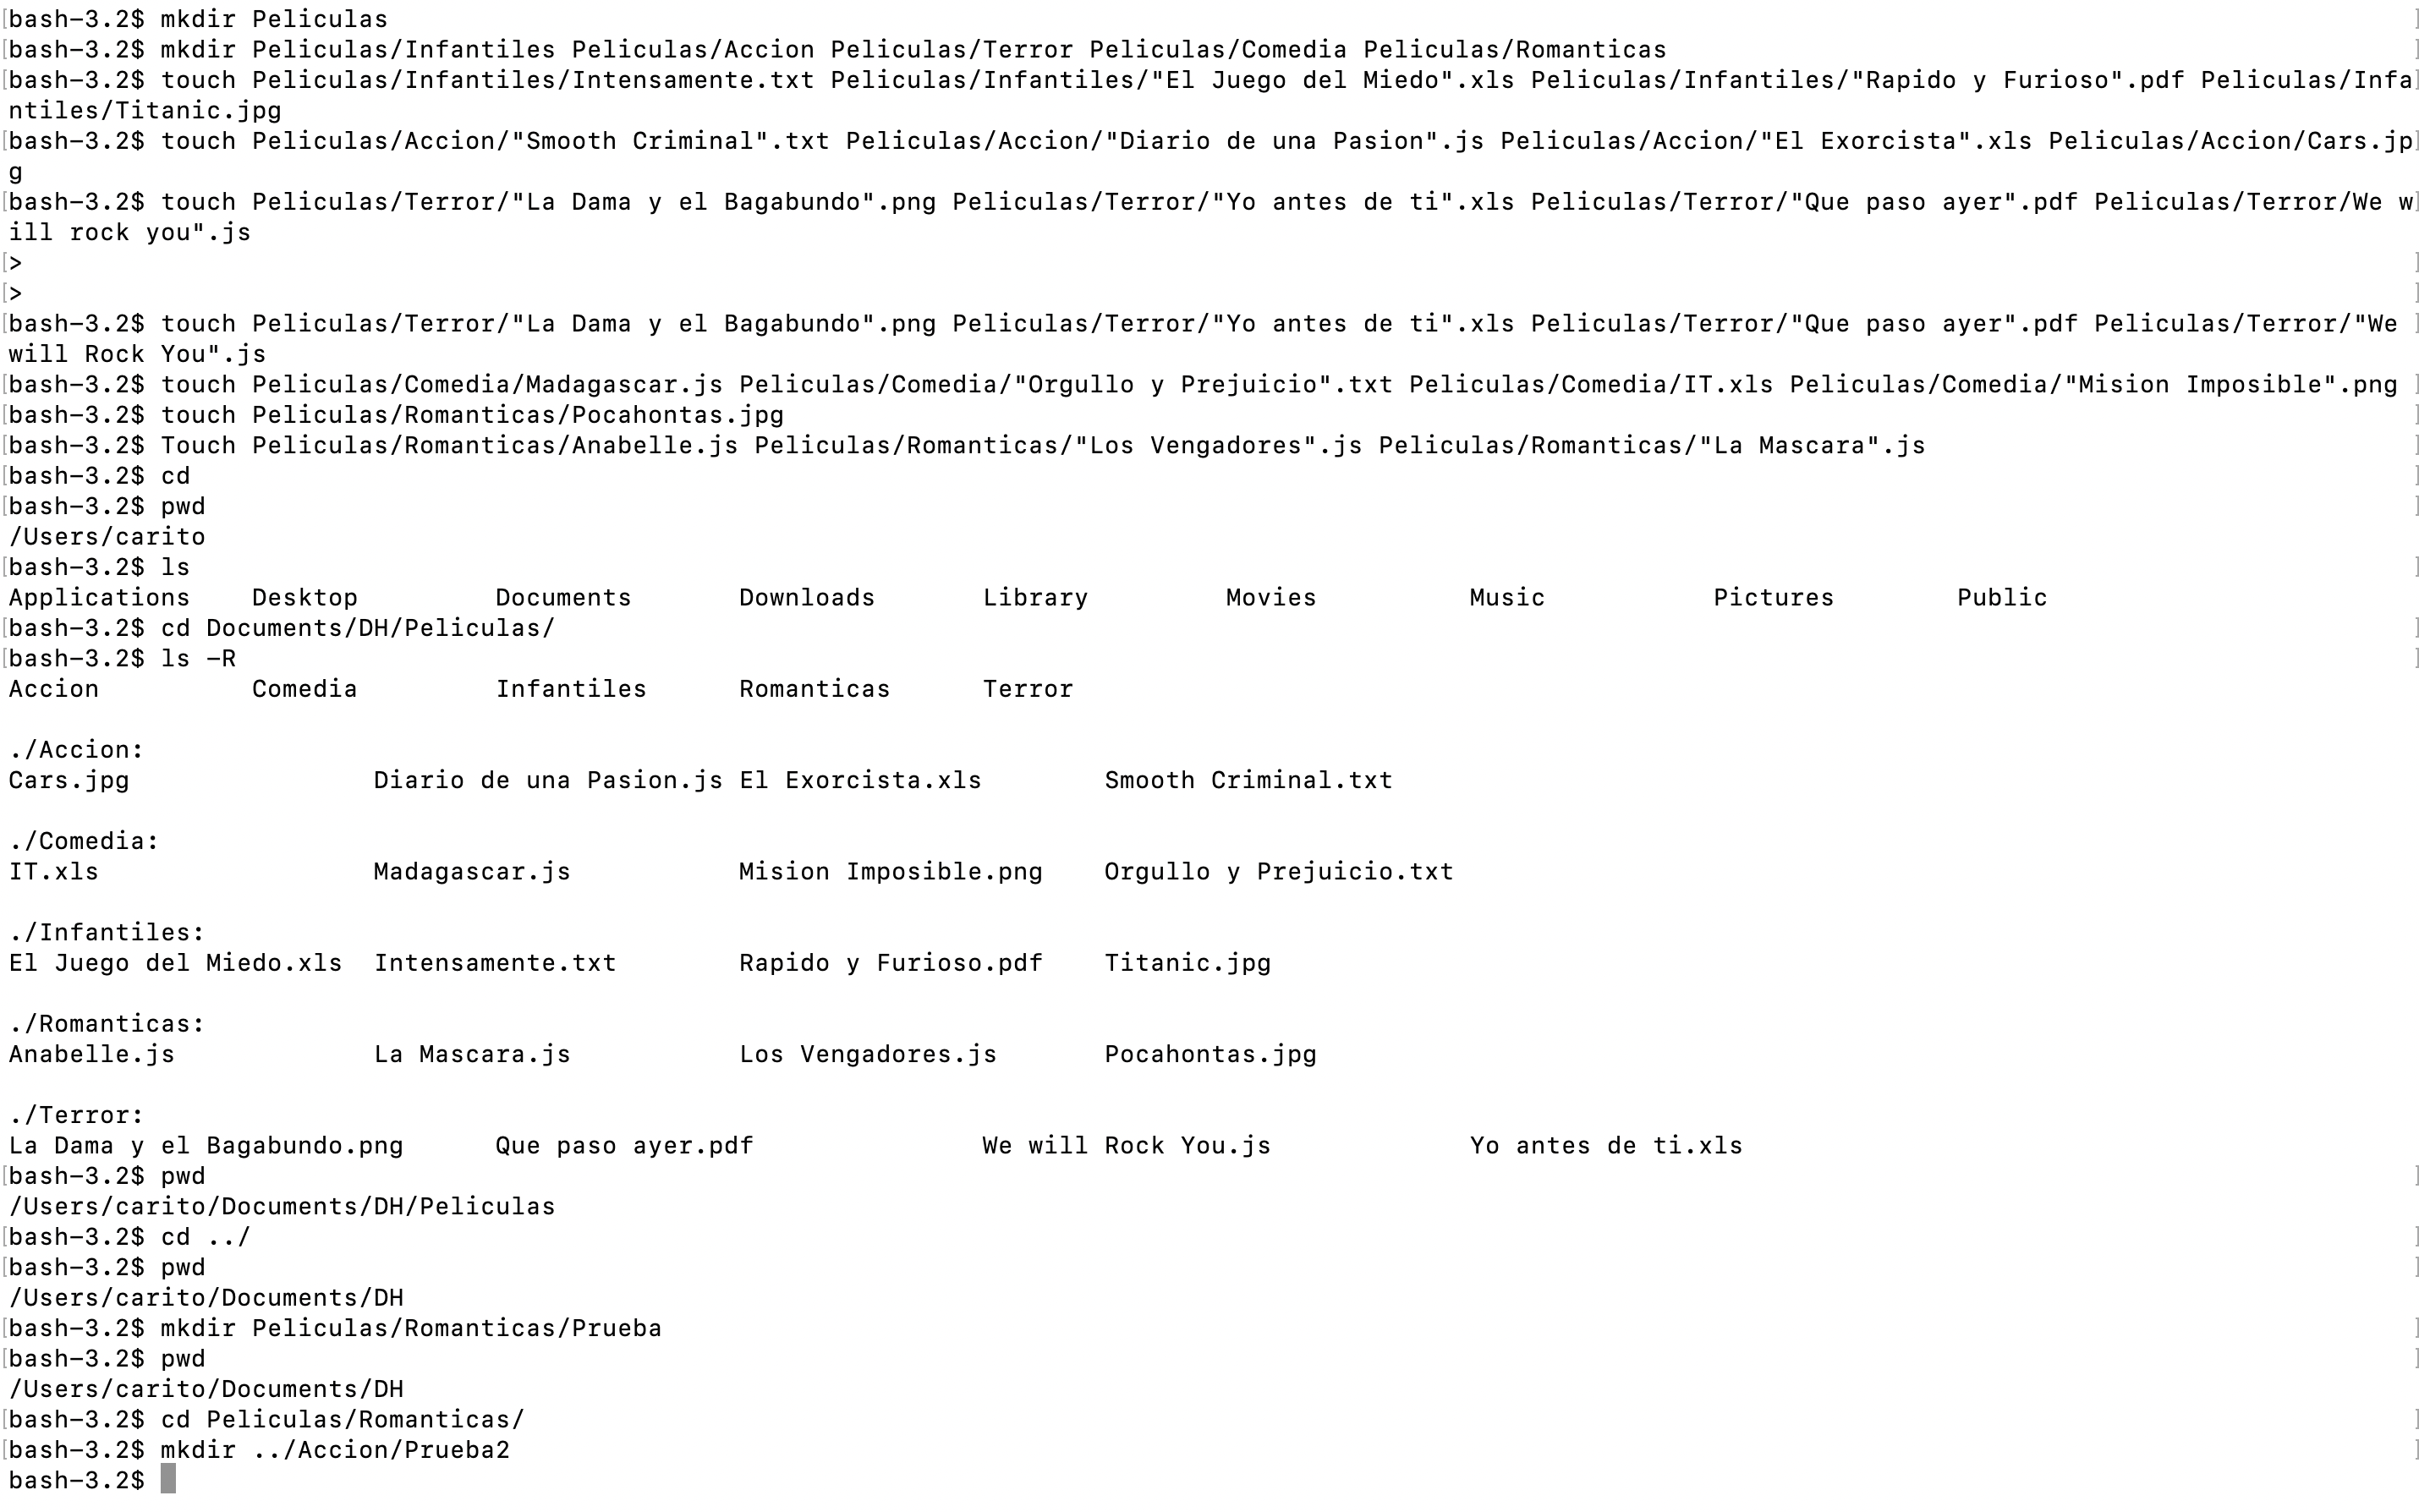 [bash-3.2$ mkdir Peliculas ]
[bash-3.2$ mkdir Peliculas/Infantiles Peliculas/Accion Peliculas/Terror Peliculas/Comedia Peliculas/Romanticas ]
[bash-3.2$ touch Peliculas/Infantiles/Intensamente.txt Peliculas/Infantiles/"El Juego del Miedo".xls Peliculas/Infantiles/"Rapido y Furioso".pdf Peliculas/Infa]
ntiles/Titanic.jpg
[bash-3.2$ touch Peliculas/Accion/"Smooth Criminal".txt Peliculas/Accion/"Diario de una Pasion".js Peliculas/Accion/"El Exorcista".xls Peliculas/Accion/Cars.jp]
g
[bash-3.2$ touch Peliculas/Terror/"La Dama y el Bagabundo".png Peliculas/Terror/"Yo antes de ti".xls Peliculas/Terror/"Que paso ayer".pdf Peliculas/Terror/We w]
ill rock you".js
[> ]
[> ]
[bash-3.2$ touch Peliculas/Terror/"La Dama y el Bagabundo".png Peliculas/Terror/"Yo antes de ti".xls Peliculas/Terror/"Que paso ayer".pdf Peliculas/Terror/"We ]
will Rock You".js
[bash-3.2$ touch Peliculas/Comedia/Madagascar.js Peliculas/Comedia/"Orgullo y Prejuicio".txt Peliculas/Comedia/IT.xls Peliculas/Comedia/"Mision Imposible".png ]
[bash-3.2$ touch Peliculas/Romanticas/Pocahontas.jpg ]
[bash-3.2$ Touch Peliculas/Romanticas/Anabelle.js Peliculas/Romanticas/"Los Vengadores".js Peliculas/Romanticas/"La Mascara".js ]
[bash-3.2$ cd ]
[bash-3.2$ pwd ]
/Users/carito
[bash-3.2$ ls ]
Applications Desktop Documents Downloads Library Movies Music Pictures Public
[bash-3.2$ cd Documents/DH/Peliculas/ ]
[bash-3.2$ ls -R ]
Accion Comedia Infantiles Romanticas Terror
./Accion:
Cars.jpg Diario de una Pasion.js El Exorcista.xls Smooth Criminal.txt
./Comedia:
IT.xls Madagascar.js Mision Imposible.png Orgullo y Prejuicio.txt
./Infantiles:
El Juego del Miedo.xls Intensamente.txt Rapido y Furioso.pdf Titanic.jpg
./Romanticas:
Anabelle.js La Mascara.js Los Vengadores.js Pocahontas.jpg
./Terror:
La Dama y el Bagabundo.png Que paso ayer.pdf We will Rock You.js Yo antes de ti.xls
[bash-3.2$ pwd ]
/Users/carito/Documents/DH/Peliculas
[bash-3.2$ cd ../ ]
[bash-3.2$ pwd ]
/Users/carito/Documents/DH
[bash-3.2$ mkdir Peliculas/Romanticas/Prueba ]
[bash-3.2$ pwd ]
/Users/carito/Documents/DH
[bash-3.2$ cd Peliculas/Romanticas/ ]
[bash-3.2$ mkdir ../Accion/Prueba2 ]
bash-3.2$